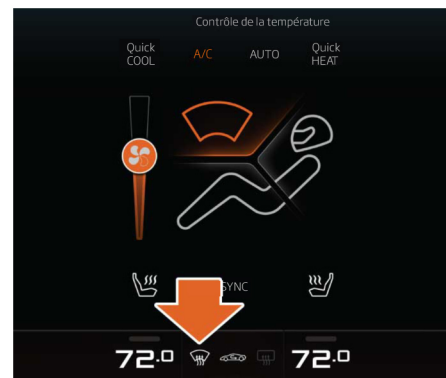 Contrôle de la température
Quick COOL
A/C
AUTO
Quick HEAT
SYNC
72.0
72.0